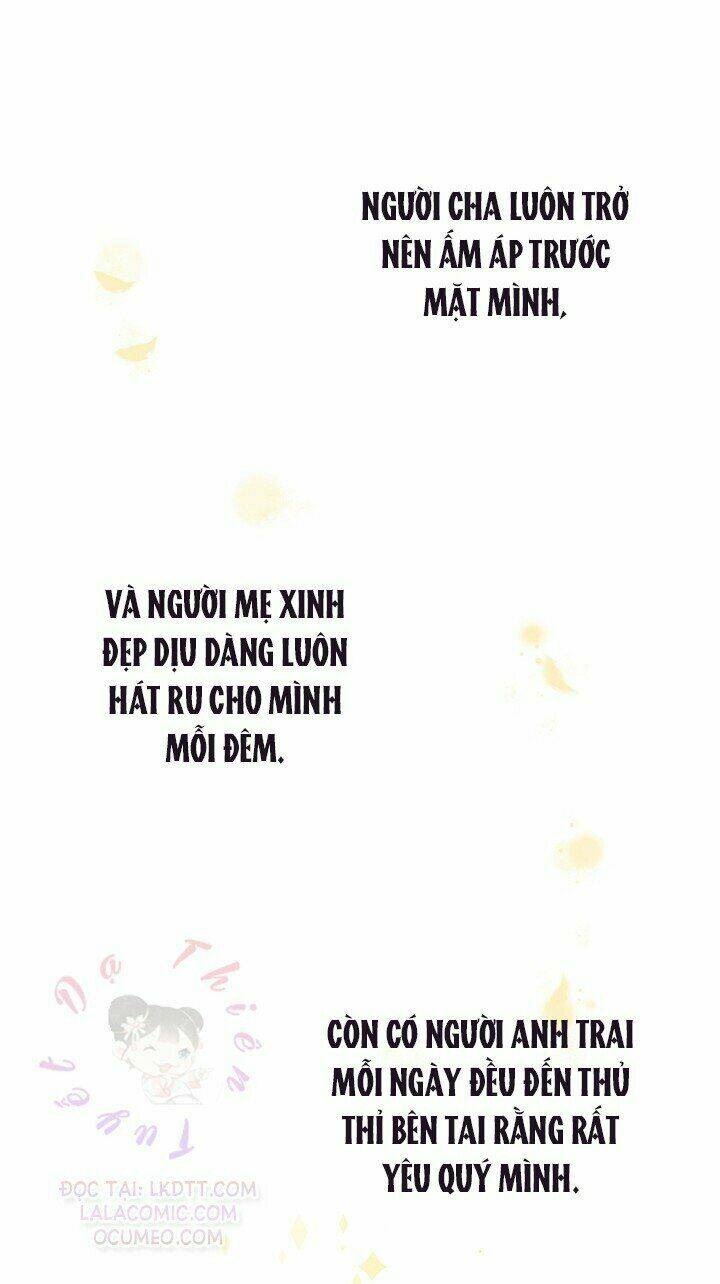 NGƯỜI CHA LUÔN TRỞ
NÊN ẤM ÁP TRƯỚC
MẶT MÌNH,
VÀ NGƯỜI MẸ XINH
ĐẸP DỊU DÀNG LUÔN
HÁT RU CHO MÌNH
MỖI ĐÊM.
CÒN CÓ NGƯỜI ANH TRAI
MỖI NGÀY ĐỀU ĐẾN THỦ
THỈ BÊN TAI RẰNG RẤT
YÊU QUÝ MÌNH.
Tuyệt Dạ Thiên
ĐỌC TẠI: LKDTT.COM
LALACOMIC.COM
OCUMEO.COM